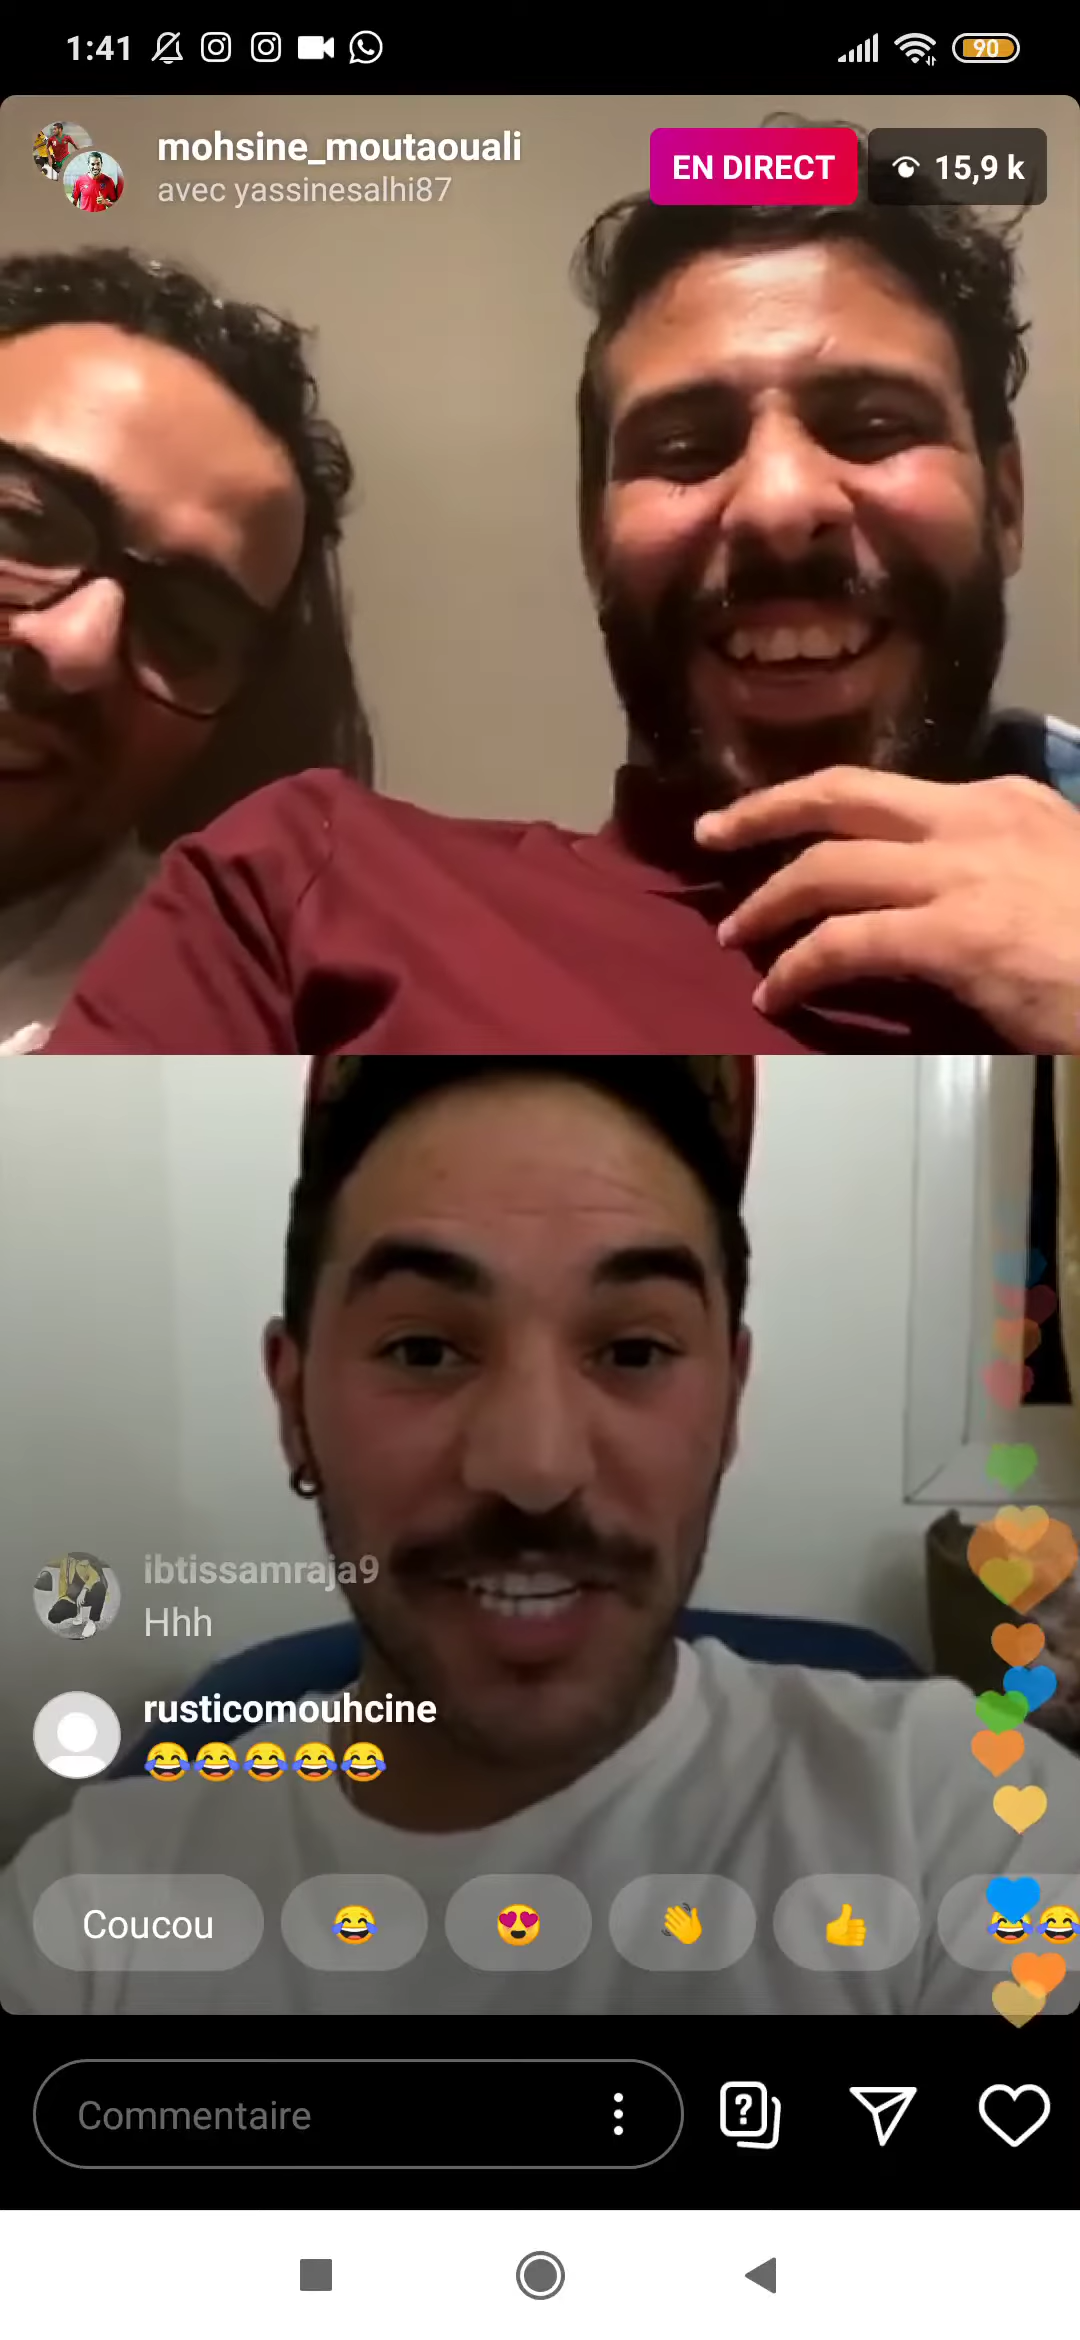 1:41
90
mohsine_moutaouali
avec yassinesalhi87
EN DIRECT
15,9 k
ibtissamraja9
Hhh
rusticomouhcine
😂😂😂😂😂
Coucou 😂 😍 👋 👍 😂😂
Commentaire